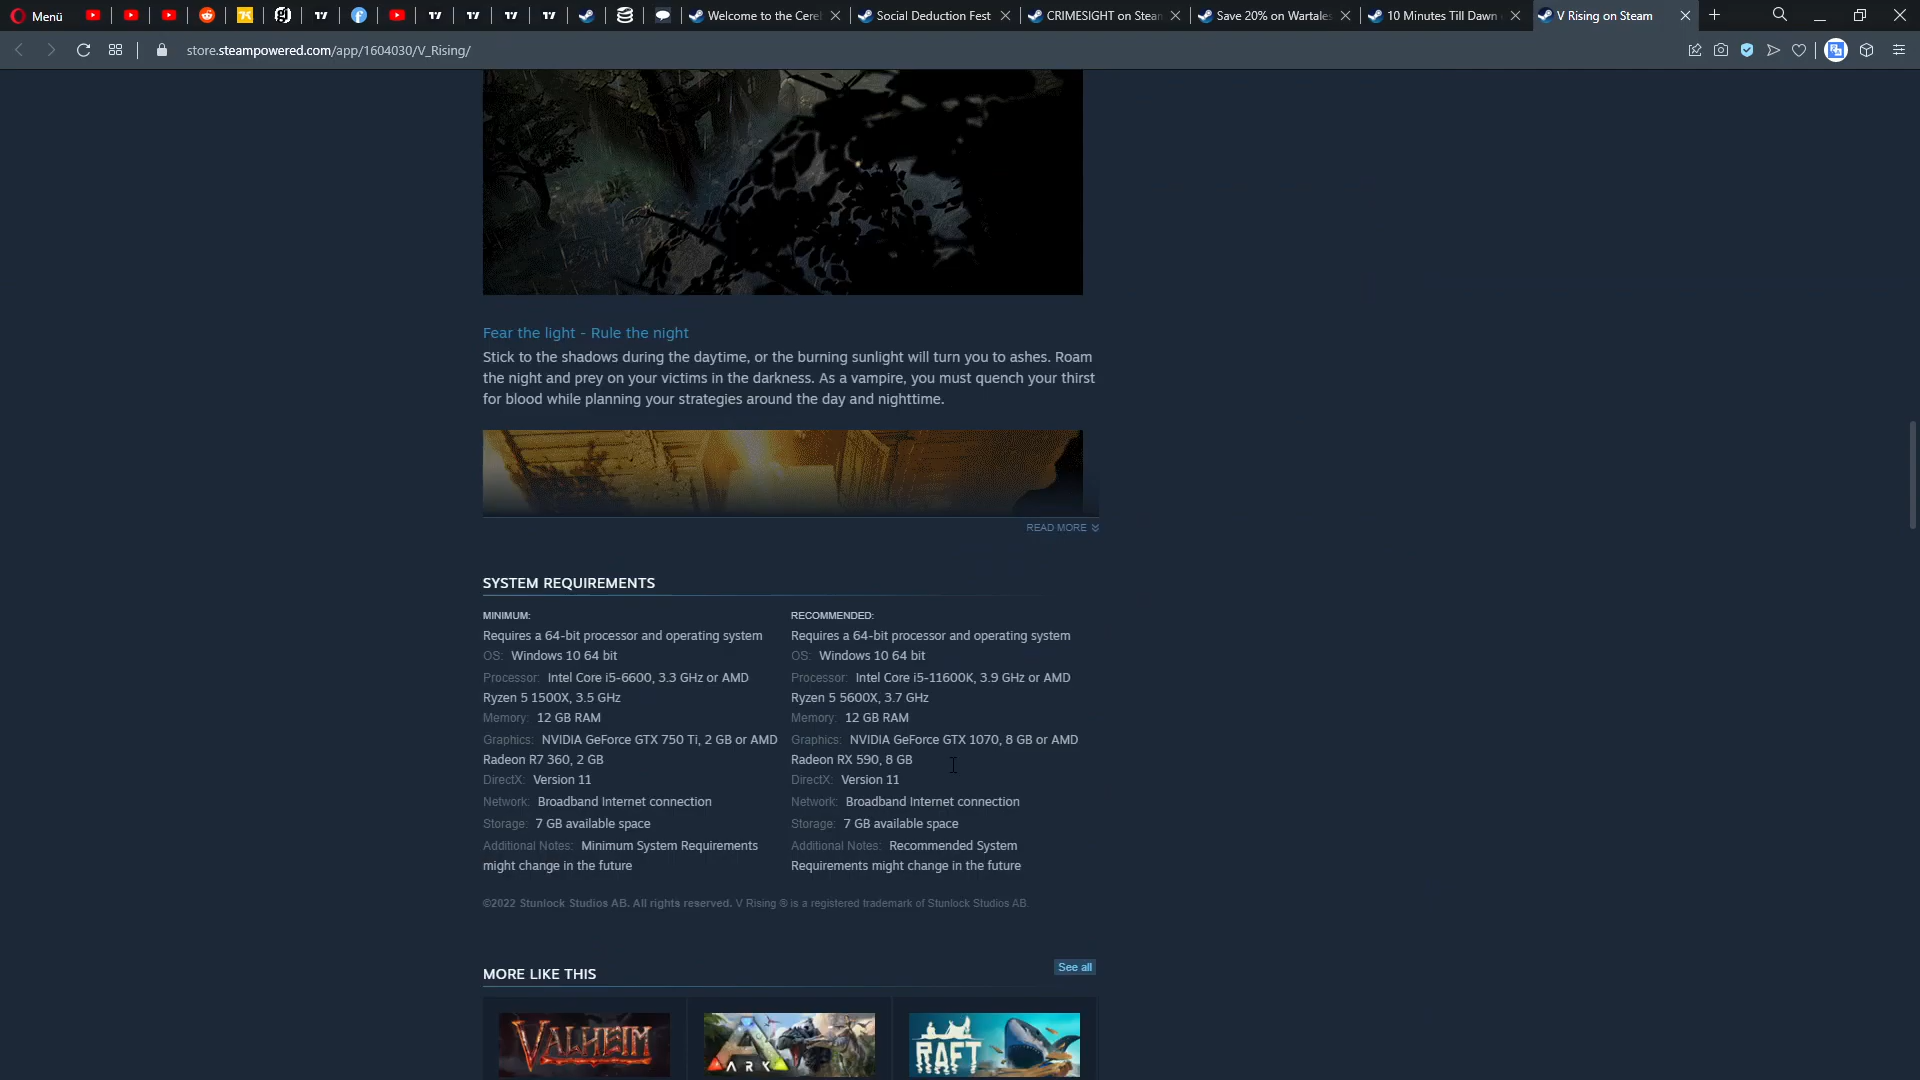 Menü
Welcome to the Cerel
Social Deduction Fest
CRIMESIGHT on Steam
Save 20% on Wartales
10 Minutes Till Dawn
V Rising on Steam
store.steampowered.com/app/1604030/V_Rising/
Fear the light - Rule the night
Stick to the shadows during the daytime, or the burning sunlight will turn you to ashes. Roam
the night and prey on your victims in the darkness. As a vampire, you must quench your thirst
for blood while planning your strategies around the day and nighttime.
READ MORE
SYSTEM REQUIREMENTS
MINIMUM:
Requires a 64-bit processor and operating system
OS: Windows 10 64 bit
Processor: Intel Core i5-6600, 3.3 GHz or AMD
Ryzen 5 1500X, 3.5 GHz
Memory: 12 GB RAM
Graphics: NVIDIA GeForce GTX 750 Ti, 2 GB or AMD
Radeon R7 360, 2 GB
DirectX: Version 11
Network: Broadband Internet connection
Storage: 7 GB available space
Additional Notes: Minimum System Requirements
might change in the future
RECOMMENDED:
Requires a 64-bit processor and operating system
OS: Windows 10 64 bit
Processor: Intel Core i5-11600K, 3.9 GHz or AMD
Ryzen 5 5600X, 3.7 GHz
Memory: 12 GB RAM
Graphics: NVIDIA GeForce GTX 1070, 8 GB or AMD
Radeon RX 590, 8 GB
DirectX: Version 11
Network: Broadband Internet connection
Storage: 7 GB available space
Additional Notes: Recommended System
Requirements might change in the future
©2022 Stunlock Studios AB. All rights reserved. V Rising ® is a registered trademark of Stunlock Studios AB.
MORE LIKE THIS
See all
VALHEIM
ARK
RAFT